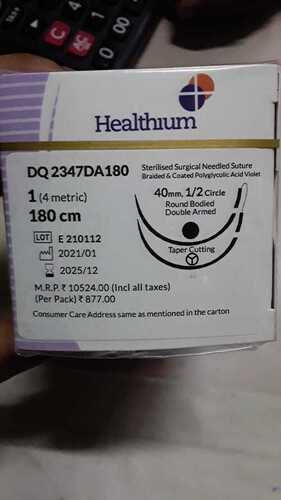 Healthium
DQ 2347DA180
Sterilised Surgical Needled Suture
Braided & Coated Polyglycolic Acid Violet
1 (4 metric)
180 cm
40mm, 1/2 Circle
Round Bodied
Double Armed
Taper Cutting
LOT E 210112
2021/01
2025/12
M.R.P. ₹ 10524.00 (Incl all taxes)
(Per Pack) ₹ 877.00
Consumer Care Address same as mentioned in the carton